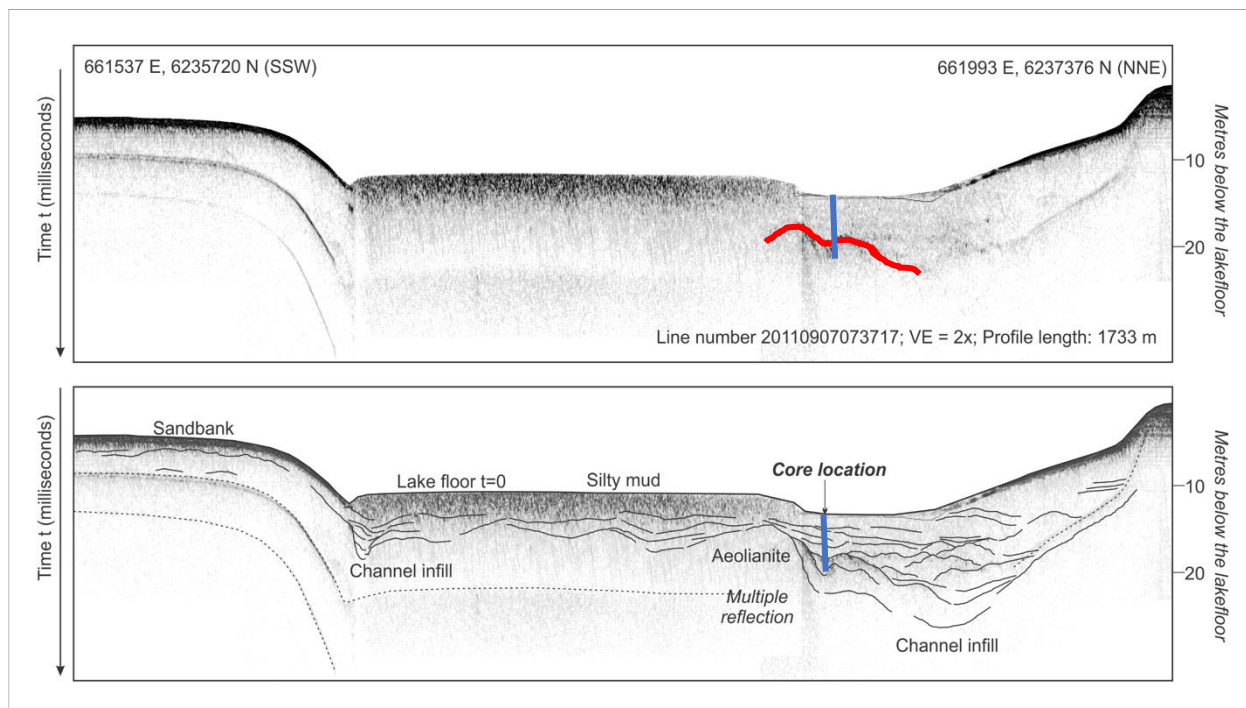 661537 E, 6235720 N (SSW)
661993 E, 6237376 N (NNE)
Time t (milliseconds)
10
20
Metres below the lakefloor
Line number 20110907073717; VE = 2x; Profile length: 1733 m
Time t (milliseconds)
Sandbank
Lake floor t=0
Silty mud
Core location
Channel infill
Aeolianite
Multiple
reflection
Channel infill
10
20
Metres below the lakefloor